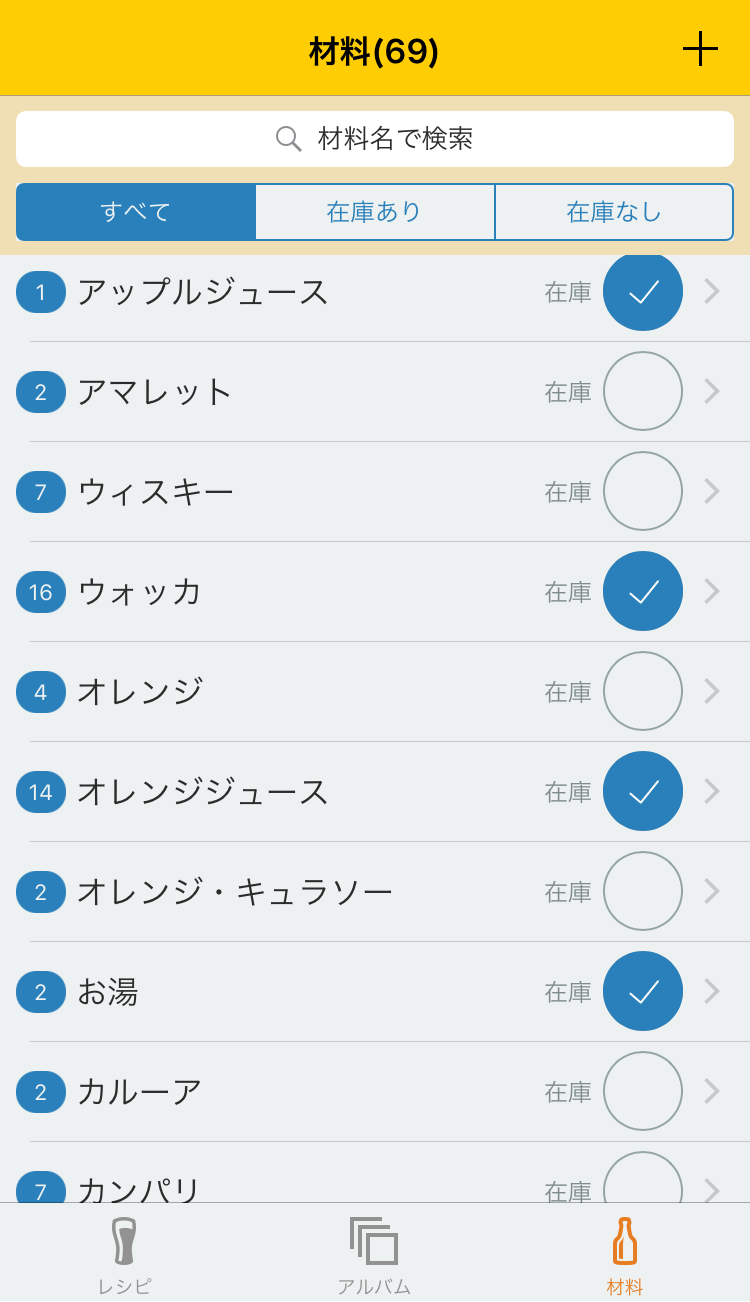 材料(69)
材料名で検索
すべて 在庫あり 在庫なし
1 アップルジュース 在庫
2 アマレット 在庫
7 ウィスキー 在庫
16 ウォッカ 在庫
4 オレンジ 在庫
14 オレンジジュース 在庫
2 オレンジ・キュラソー 在庫
2 お湯 在庫
2 カルーア 在庫
7 カンパリ 在庫
レシピ アルバム 材料